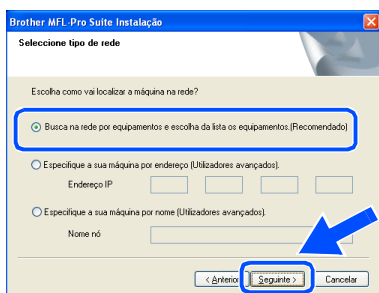 Brother MFL-Pro Suite Instalação
Seleccione tipo de rede
Escolha como vai localizar a máquina na rede?
Busca na rede por equipamentos e escolha da lista os equipamentos.(Recomendado)
Especifique a sua máquina por endereço (Utilizadores avançados).
Endereço IP
Especifique a sua máquina por nome (Utilizadores avançados).
Nome nó
< Anterior Seguinte > Cancelar